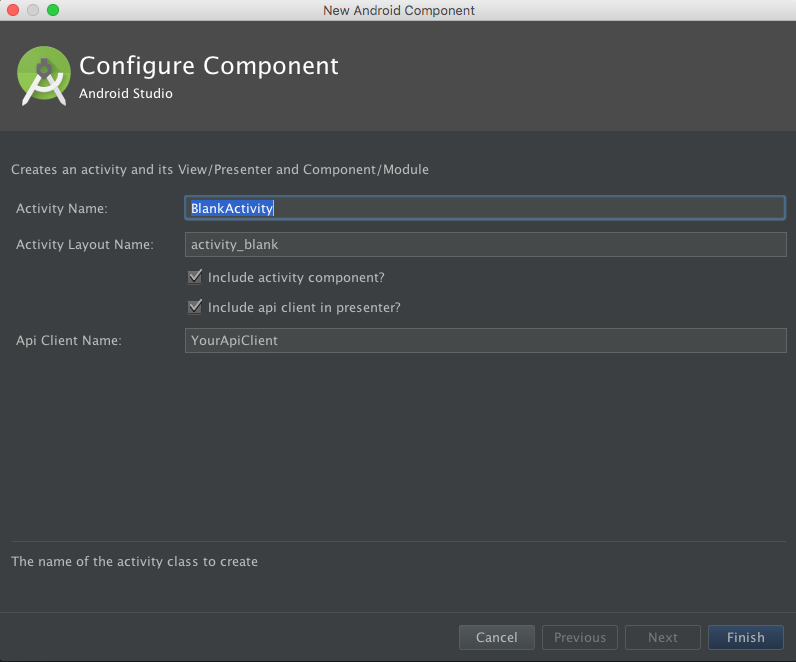 New Android Component
Configure Component
Android Studio
Creates an activity and its View/Presenter and Component/Module
Activity Name: BlankActivity
Activity Layout Name: activity_blank
Include activity component?
Include api client in presenter?
Api Client Name: YourApiClient
The name of the activity class to create
Cancel Previous Next Finish